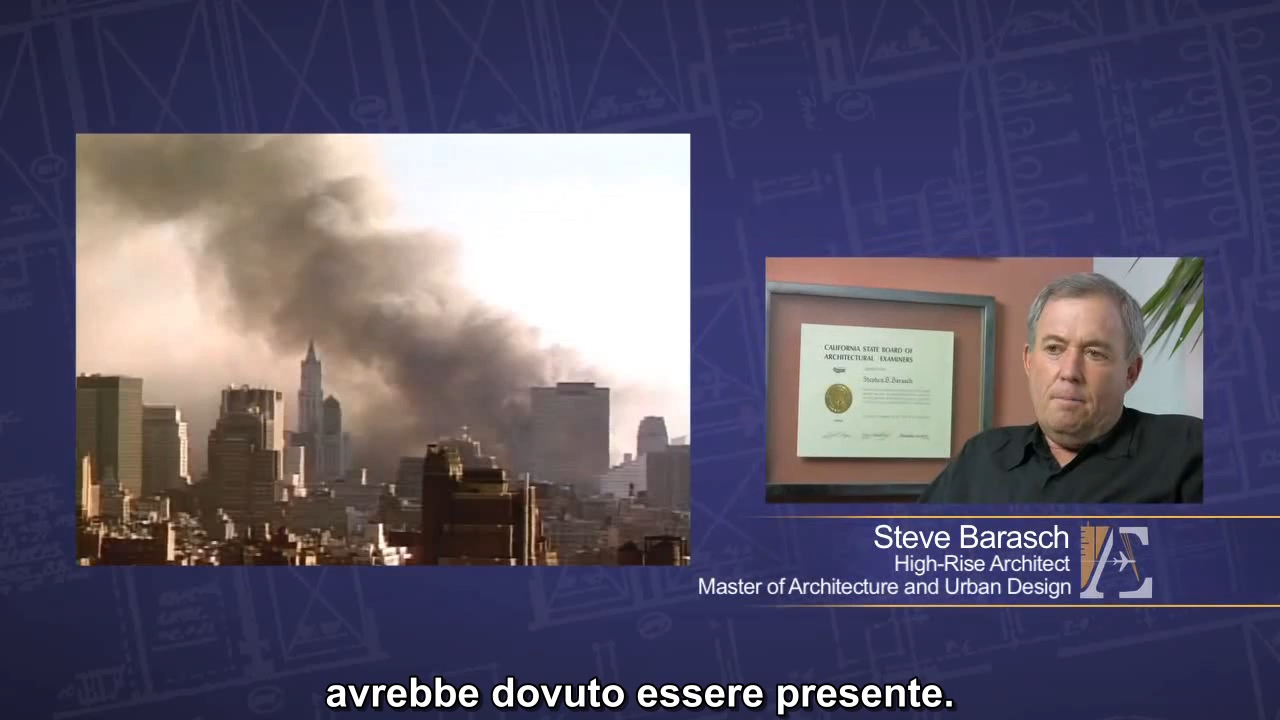 CALIFORNIA STATE BOARD OF
ARCHITECTURAL EXAMINERS
Stephen B. Barasch
Steve Barasch
High-Rise Architect
Master of Architecture and Urban Design
AE
avrebbe dovuto essere presente.